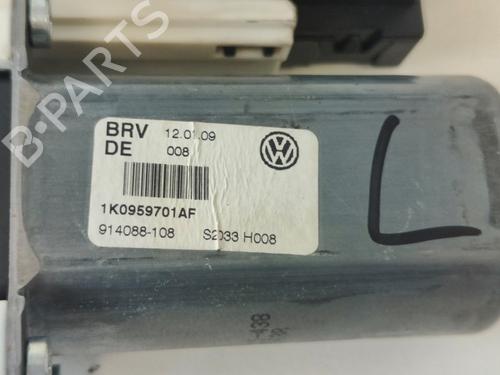 BRV 12.01.09
DE 008
1K0959701AF
914088-108 S2033 H008
L
B-PARTS